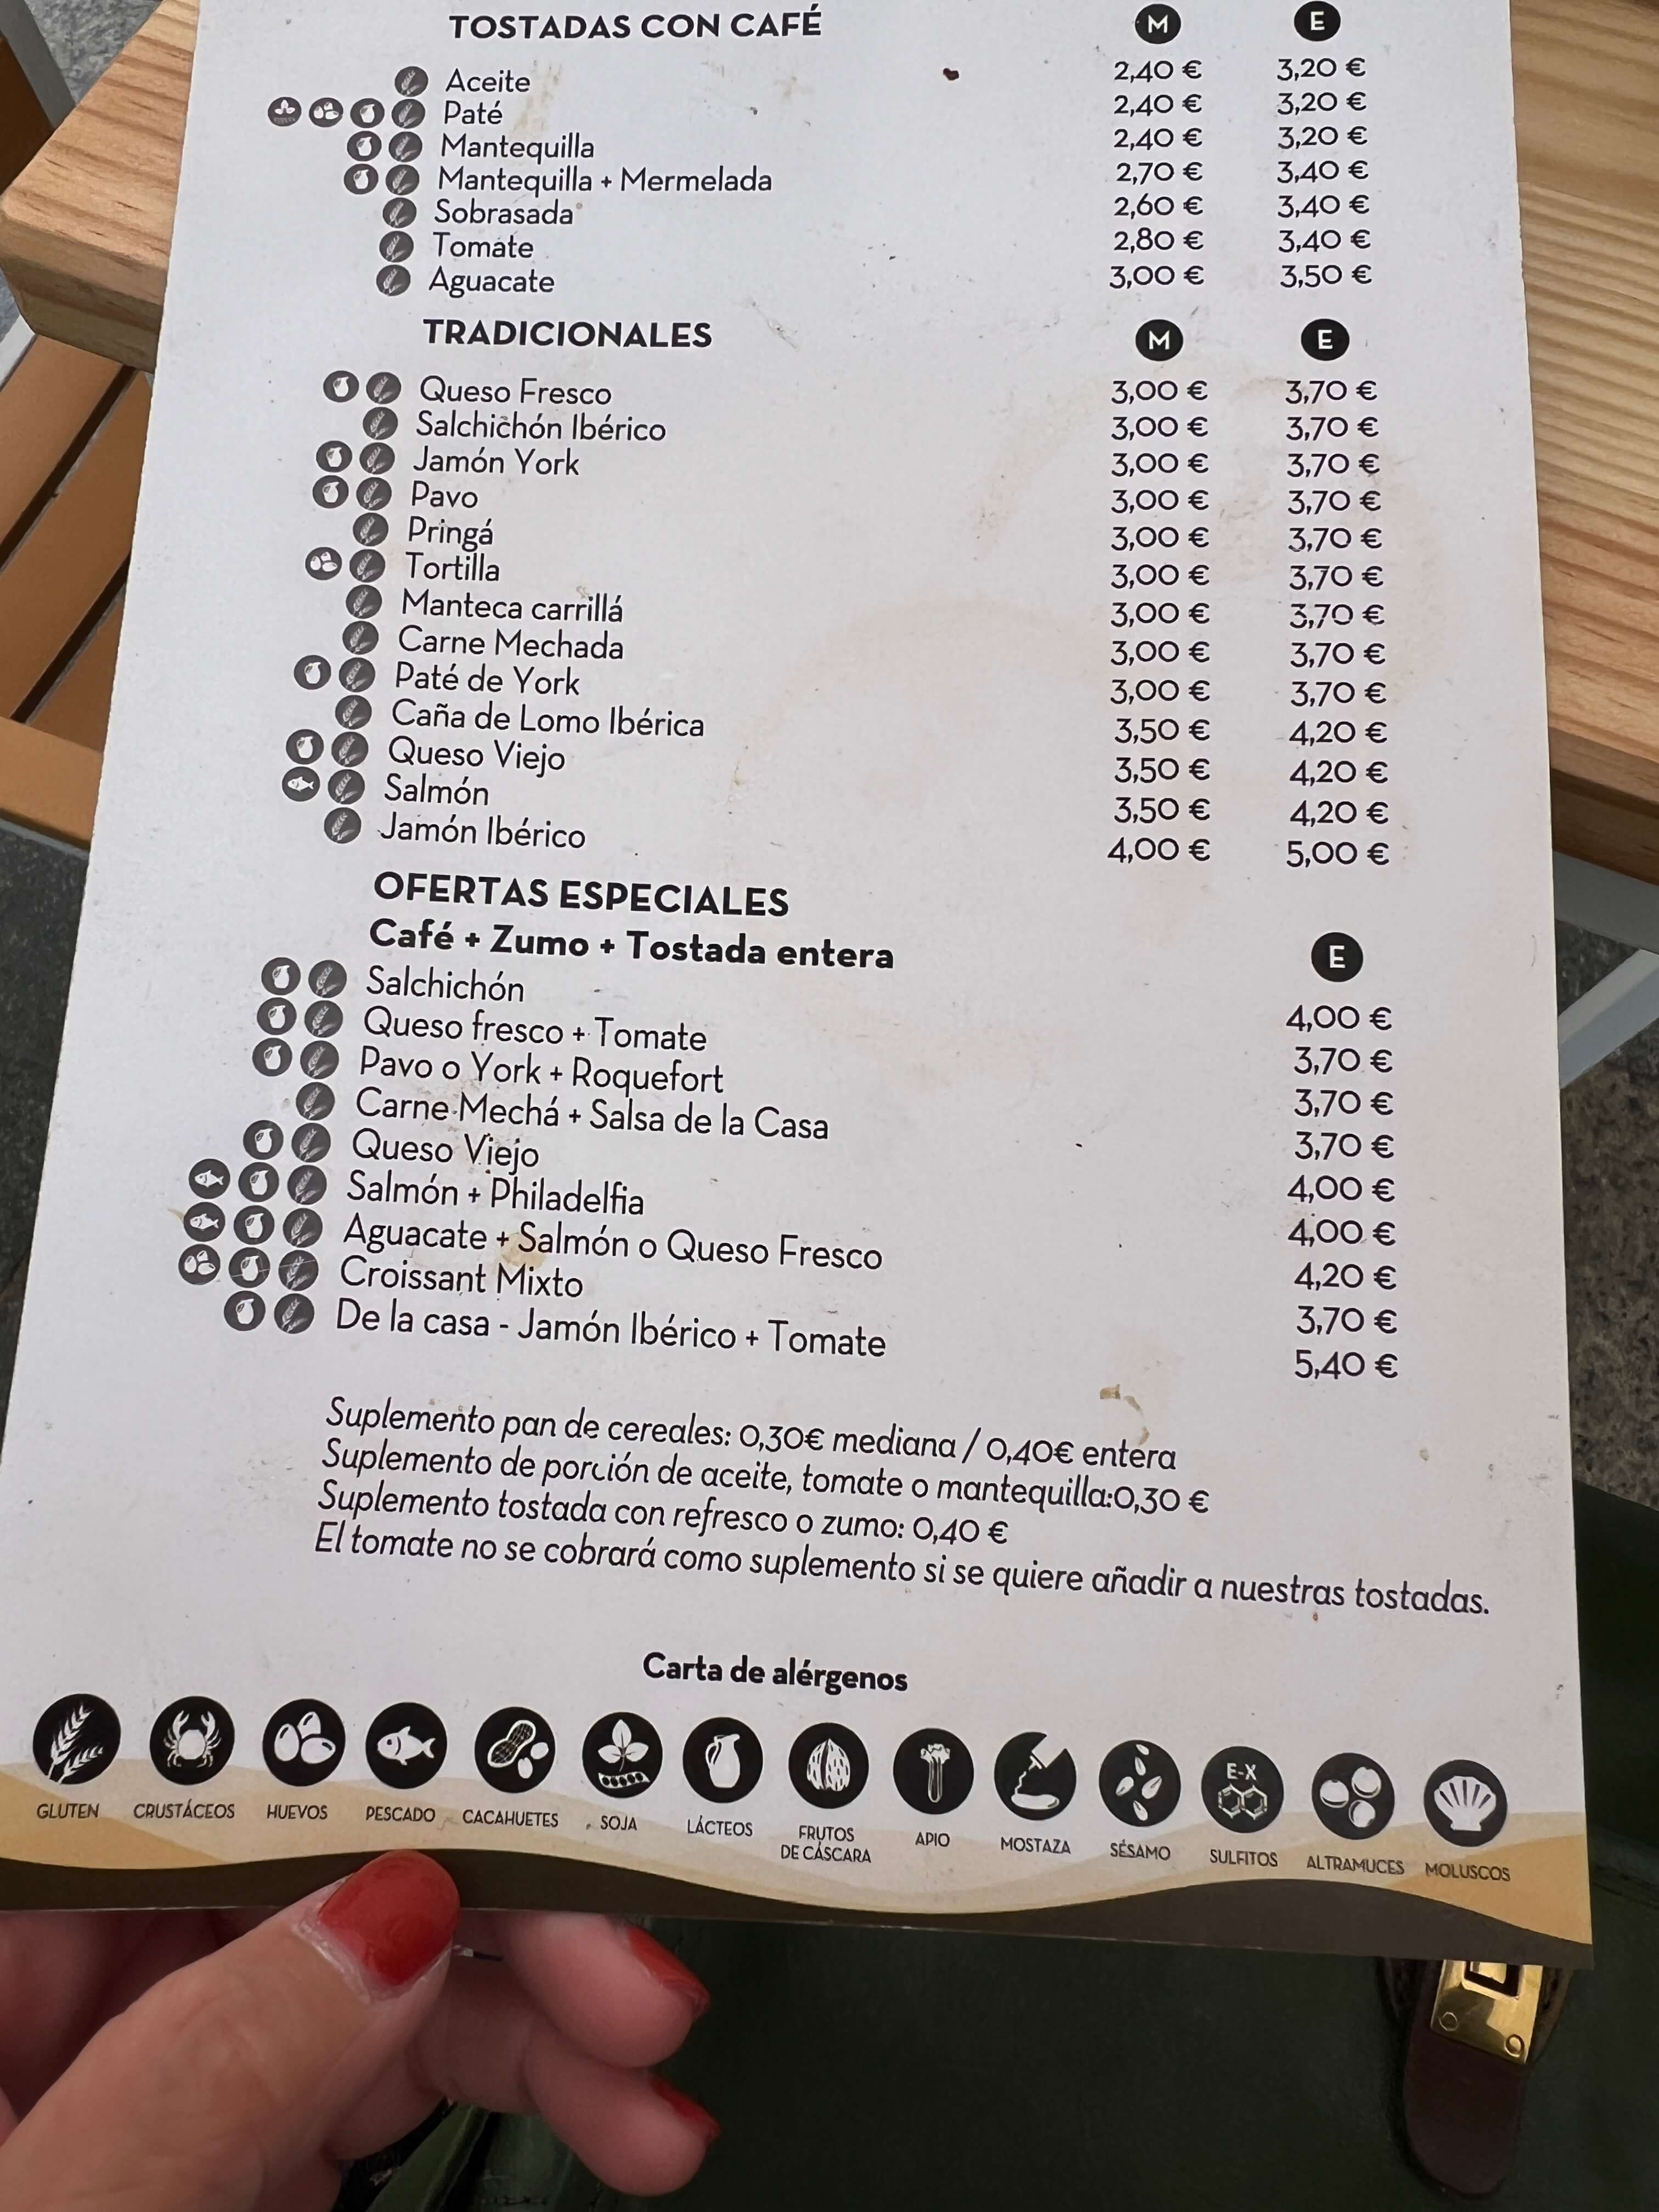 TOSTADAS CON CAFÉ M E
Aceite 2,40 € 3,20 €
Paté 2,40 € 3,20 €
Mantequilla 2,40 € 3,20 €
Mantequilla + Mermelada 2,70 € 3,40 €
Sobrasada 2,60 € 3,40 €
Tomate 2,80 € 3,40 €
Aguacate 3,00 € 3,50 €
TRADICIONALES M E
Queso Fresco 3,00 € 3,70 €
Salchichón Ibérico 3,00 € 3,70 €
Jamón York 3,00 € 3,70 €
Pavo 3,00 € 3,70 €
Pringá 3,00 € 3,70 €
Tortilla 3,00 € 3,70 €
Manteca carrillá 3,00 € 3,70 €
Carne Mechada 3,00 € 3,70 €
Paté de York 3,00 € 3,70 €
Caña de Lomo Ibérica 3,50 € 4,20 €
Queso Viejo 3,50 € 4,20 €
Salmón 3,50 € 4,20 €
Jamón Ibérico 4,00 € 5,00 €
OFERTAS ESPECIALES
Café + Zumo + Tostada entera E
Salchichón 4,00 €
Queso fresco + Tomate 3,70 €
Pavo o York + Roquefort 3,70 €
Carne Mechá + Salsa de la Casa 3,70 €
Queso Viejo 4,00 €
Salmón + Philadelfia 4,00 €
Aguacate + Salmón o Queso Fresco 4,20 €
Croissant Mixto 3,70 €
De la casa - Jamón Ibérico + Tomate 5,40 €
Suplemento pan de cereales: 0,30€ mediana / 0,40€ entera
Suplemento de porción de aceite, tomate o mantequilla:0,30 €
Suplemento tostada con refresco o zumo: 0,40 €
El tomate no se cobrará como suplemento si se quiere añadir a nuestras tostadas.
Carta de alérgenos
E-X
GLUTEN CRUSTÁCEOS HUEVOS PESCADO CACAHUETES SOJA LÁCTEOS FRUTOS DE CÁSCARA APIO MOSTAZA SÉSAMO SULFITOS ALTRAMUCES MOLUSCOS